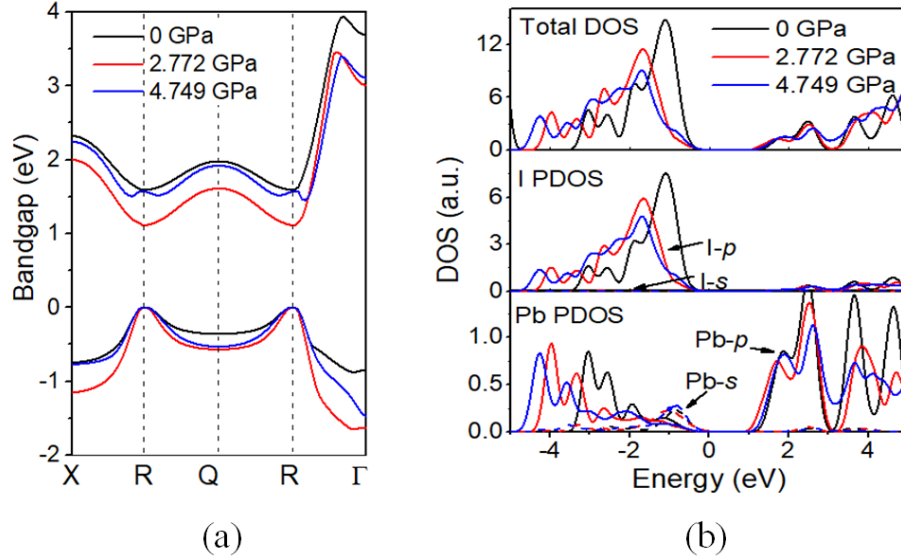 4
3
2
1
0
-1
-2
Bandgap (eV)
0 GPa
2.772 GPa
4.749 GPa
X R Q R Γ
(a)
12
6
0
5
0
1.0
0.5
0.0
DOS (a.u.)
Total DOS
0 GPa
2.772 GPa
4.749 GPa
I PDOS
I-p
I-s
Pb PDOS
Pb-p
Pb-s
-4 -2 0 2 4
Energy (eV)
(b)